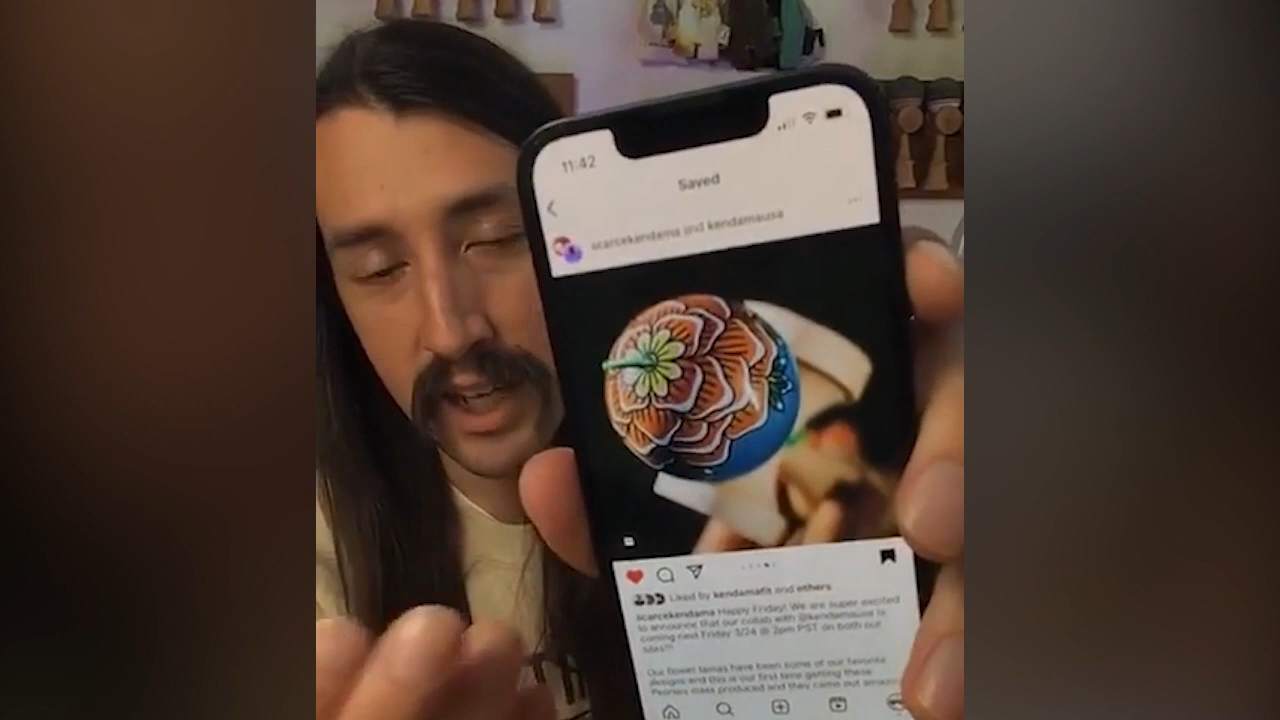 11:42
Saved
scarcekendama and kendamausa
Liked by kendamafit and others
scarcekendama Happy Friday! We are super excited
to announce that our collab with @kendamausa is
coming next Friday 3/24 @ 2pm PST on both our
sites!!!
Our flower tamas have been some of our favorite
designs and this is our first time getting these
Peonies mass produced and they came out amazing